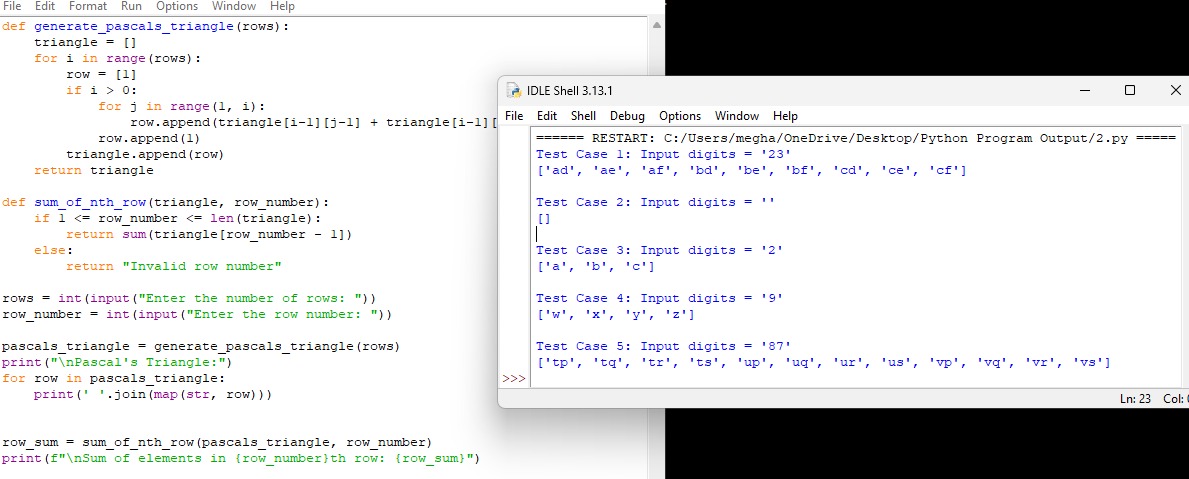 File Edit Format Run Options Window Help
def generate_pascals_triangle(rows):
    triangle = []
    for i in range(rows):
        row = [1]
        if i > 0:
            for j in range(1, i):
                row.append(triangle[i-1][j-1] + triangle[i-1][
            row.append(1)
        triangle.append(row)
    return triangle

def sum_of_nth_row(triangle, row_number):
    if 1 <= row_number <= len(triangle):
        return sum(triangle[row_number - 1])
    else:
        return "Invalid row number"

rows = int(input("Enter the number of rows: "))
row_number = int(input("Enter the row number: "))

pascals_triangle = generate_pascals_triangle(rows)
print("\nPascal's Triangle:")
for row in pascals_triangle:
    print(' '.join(map(str, row)))


row_sum = sum_of_nth_row(pascals_triangle, row_number)
print(f"\nSum of elements in {row_number}th row: {row_sum}")
IDLE Shell 3.13.1
File Edit Shell Debug Options Window Help
====== RESTART: C:/Users/megha/OneDrive/Desktop/Python Program Output/2.py =====
Test Case 1: Input digits = '23'
['ad', 'ae', 'af', 'bd', 'be', 'bf', 'cd', 'ce', 'cf']

Test Case 2: Input digits = ''
[]

Test Case 3: Input digits = '2'
['a', 'b', 'c']

Test Case 4: Input digits = '9'
['w', 'x', 'y', 'z']

Test Case 5: Input digits = '87'
['tp', 'tq', 'tr', 'ts', 'up', 'uq', 'ur', 'us', 'vp', 'vq', 'vr', 'vs']
>>>
Ln: 23 Col: